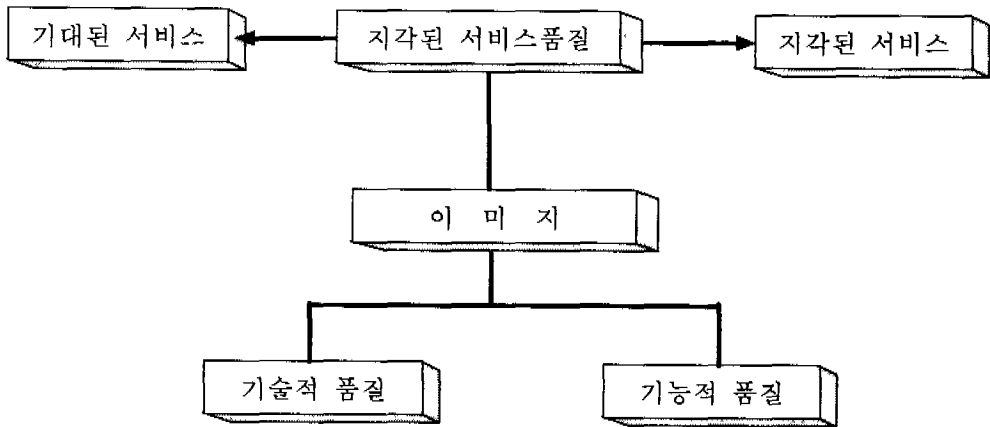 기대된 서비스
지각된 서비스품질
지각된 서비스
이 미 지
기술적 품질
기능적 품질